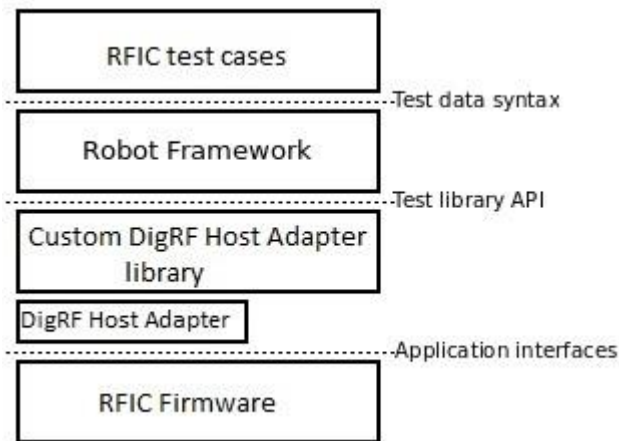 RFIC test cases
Test data syntax
Robot Framework
Test library API
Custom DigRF Host Adapter
library
DigRF Host Adapter
Application interfaces
RFIC Firmware